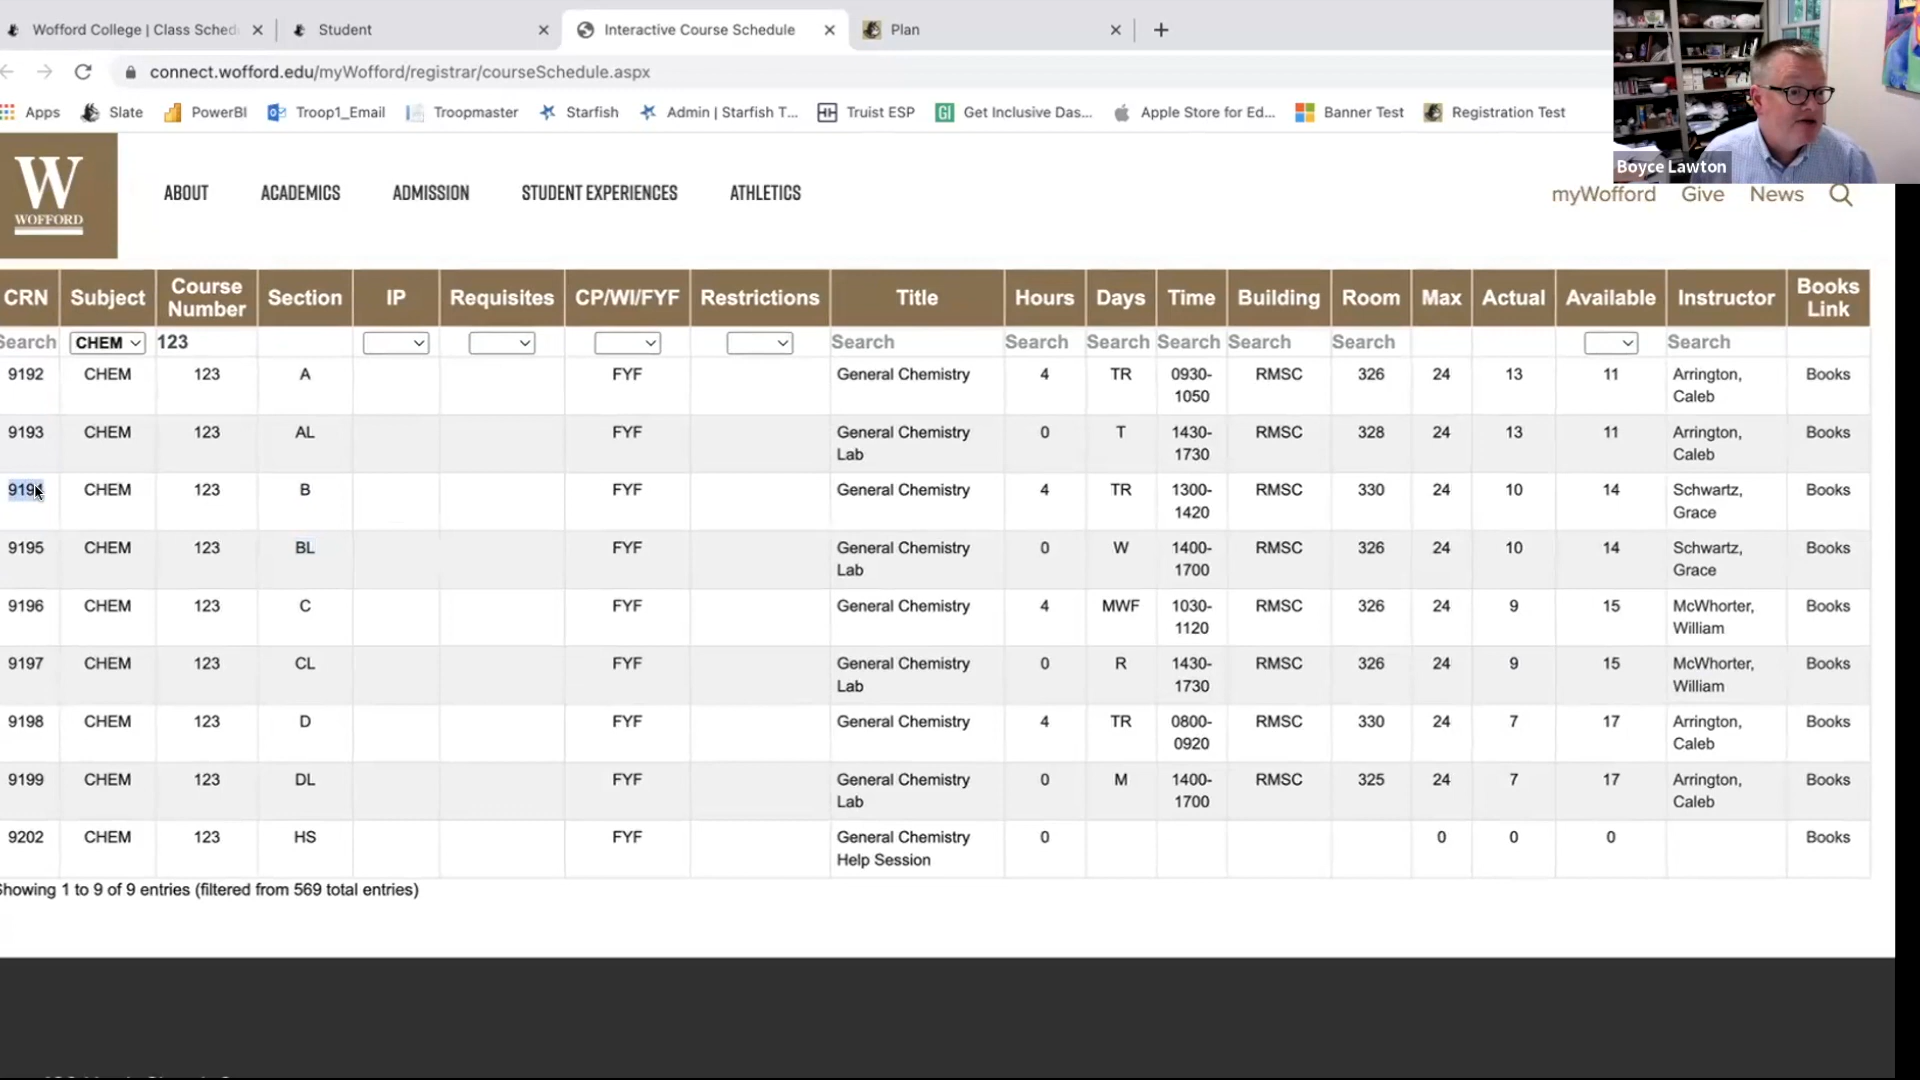 Wofford College | Class Sched
Student
Interactive Course Schedule
Plan
connect.wofford.edu/myWofford/registrar/courseSchedule.aspx
Apps Slate PowerBI Troop1_Email Troopmaster Starfish Admin | Starfish T... Truist ESP Get Inclusive Das... Apple Store for Ed... Banner Test Registration Test
Boyce Lawton
W
WOFFORD
ABOUT ACADEMICS ADMISSION STUDENT EXPERIENCES ATHLETICS
myWofford Give News
CRN Subject Course Number Section IP Requisites CP/WI/FYF Restrictions Title Hours Days Time Building Room Max Actual Available Instructor Books Link
Search CHEM 123 Search Search Search Search Search Search Search
9192 CHEM 123 A FYF General Chemistry 4 TR 0930-1050 RMSC 326 24 13 11 Arrington, Caleb Books
9193 CHEM 123 AL FYF General Chemistry Lab 0 T 1430-1730 RMSC 328 24 13 11 Arrington, Caleb Books
9194 CHEM 123 B FYF General Chemistry 4 TR 1300-1420 RMSC 330 24 10 14 Schwartz, Grace Books
9195 CHEM 123 BL FYF General Chemistry Lab 0 W 1400-1700 RMSC 326 24 10 14 Schwartz, Grace Books
9196 CHEM 123 C FYF General Chemistry 4 MWF 1030-1120 RMSC 326 24 9 15 McWhorter, William Books
9197 CHEM 123 CL FYF General Chemistry Lab 0 R 1430-1730 RMSC 326 24 9 15 McWhorter, William Books
9198 CHEM 123 D FYF General Chemistry 4 TR 0800-0920 RMSC 330 24 7 17 Arrington, Caleb Books
9199 CHEM 123 DL FYF General Chemistry Lab 0 M 1400-1700 RMSC 325 24 7 17 Arrington, Caleb Books
9202 CHEM 123 HS FYF General Chemistry Help Session 0 0 0 0 Books
Showing 1 to 9 of 9 entries (filtered from 569 total entries)